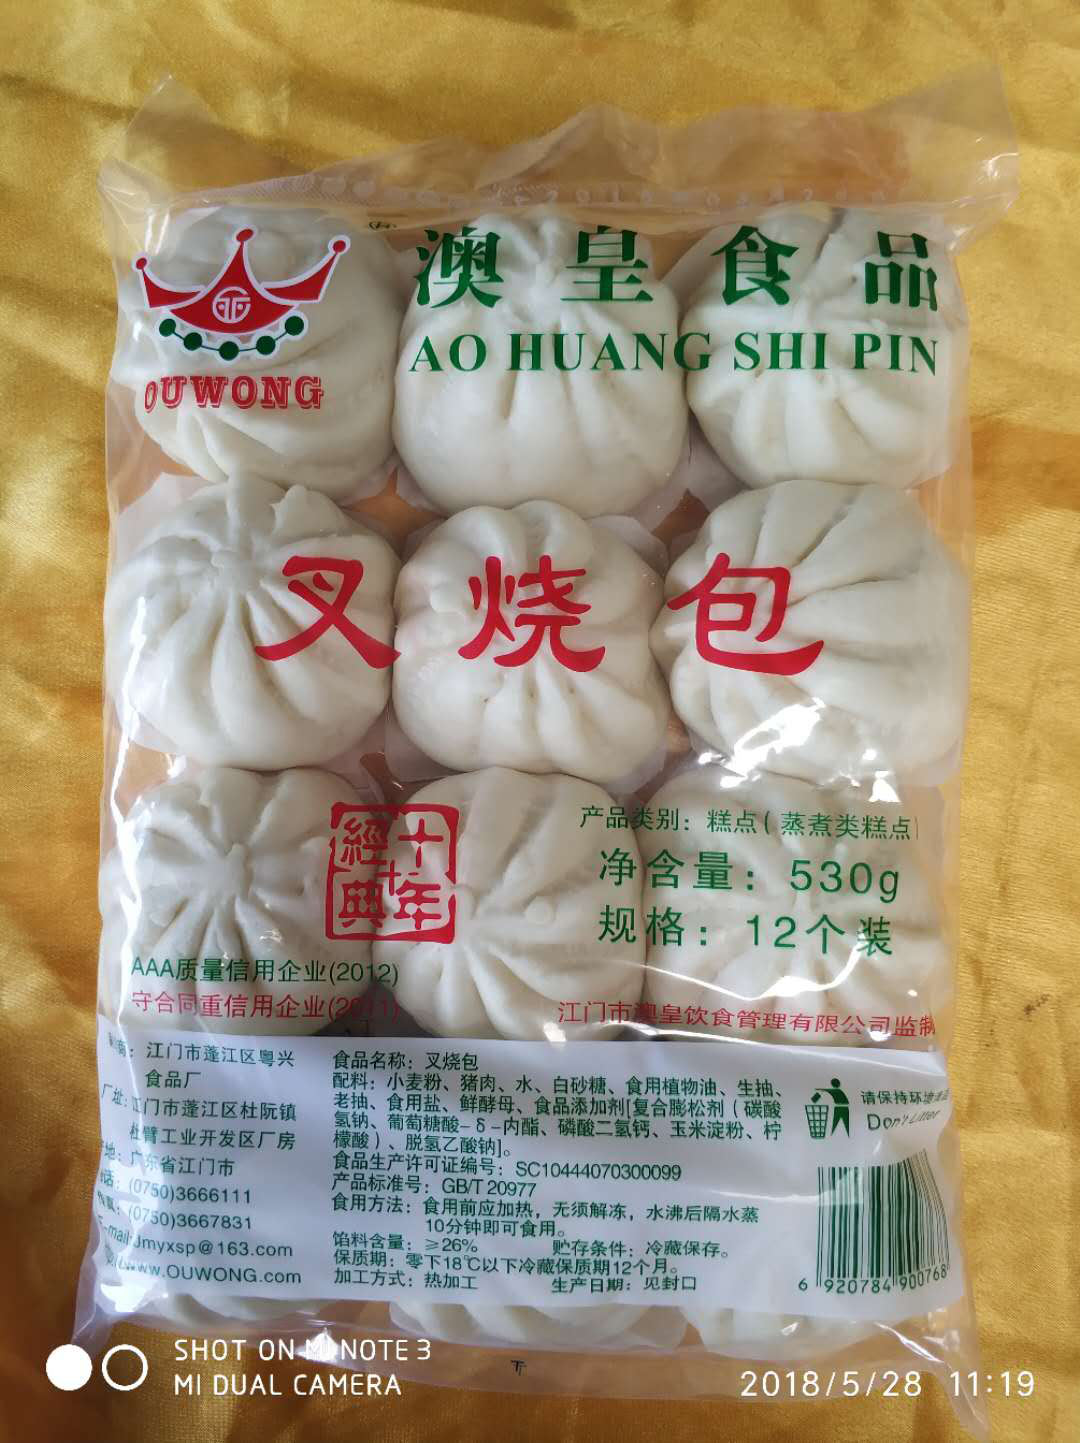 澳皇食品
AO HUANG SHI PIN
OUWONG
叉烧包
十年
經典
产品类别：糕点（蒸煮类糕点）
净含量：530g
规格：12个装
AAA质量信用企业(2012)
守合同重信用企业(2011)
江门市澳皇饮食管理有限公司监制
江门市蓬江区粤兴
食品厂
厂址：江门市蓬江区杜阮镇
杜臂工业开发区厂房
广东省江门市
(0750)3666111
(0750)3667831
E-mail:Jmyxsp@163.com
www.OUWONG.com
食品名称：叉烧包
配料：小麦粉、猪肉、水、白砂糖、食用植物油、生抽、
老抽、食用盐、鲜酵母、食品添加剂[复合膨松剂（碳酸
氢钠、葡萄糖酸-δ-内酯、磷酸二氢钙、玉米淀粉、柠
檬酸）、脱氢乙酸钠]。
食品生产许可证编号：SC10444070300099
产品标准号：GB/T 20977
食用方法：食用前应加热，无须解冻，水沸后隔水蒸
10分钟即可食用。
馅料含量：≥26% 贮存条件：冷藏保存。
保质期：零下18℃以下冷藏保质期12个月。
加工方式：热加工 生产日期：见封口
请保持环境
Don't Litter
6 920784 900768
SHOT ON MI NOTE 3
MI DUAL CAMERA
2018/5/28 11:19